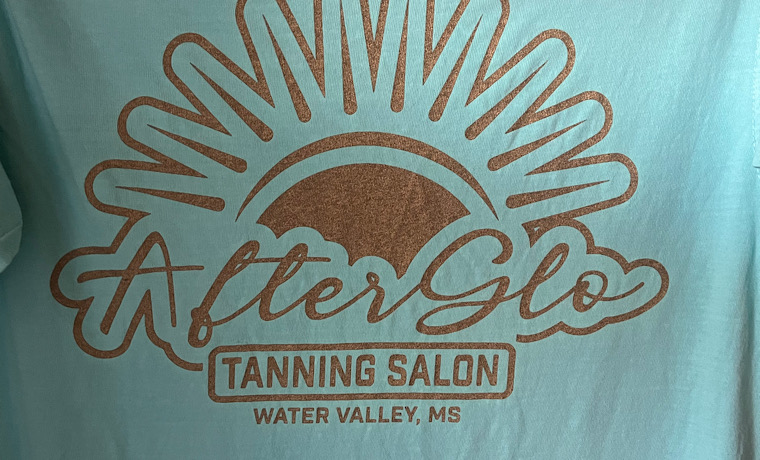 AfterGlo
TANNING SALON
WATER VALLEY, MS